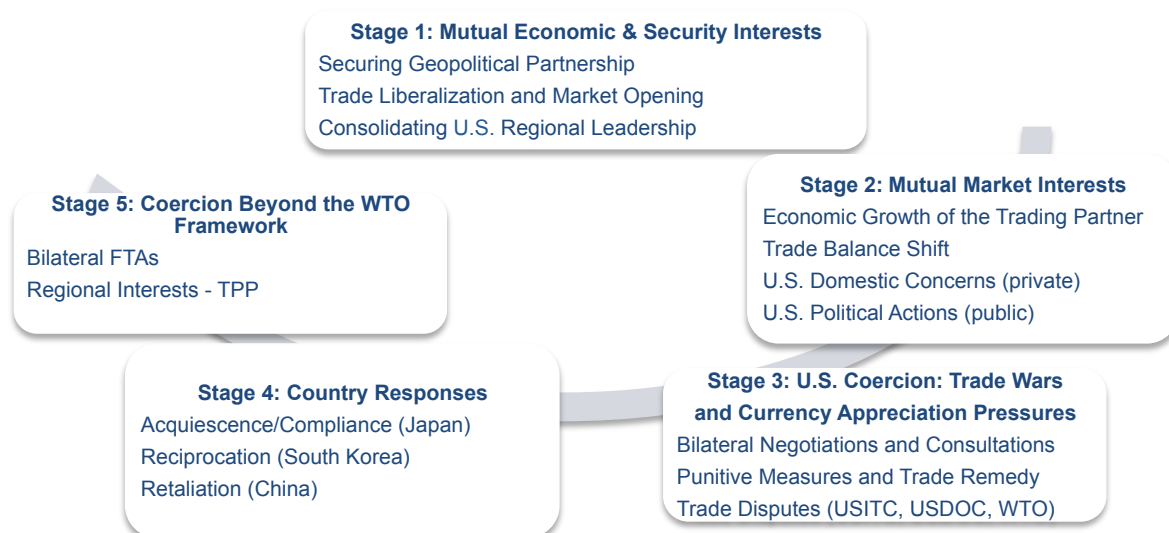 Stage 1: Mutual Economic & Security Interests
Securing Geopolitical Partnership
Trade Liberalization and Market Opening
Consolidating U.S. Regional Leadership
Stage 2: Mutual Market Interests
Economic Growth of the Trading Partner
Trade Balance Shift
U.S. Domestic Concerns (private)
U.S. Political Actions (public)
Stage 3: U.S. Coercion: Trade Wars
and Currency Appreciation Pressures
Bilateral Negotiations and Consultations
Punitive Measures and Trade Remedy
Trade Disputes (USITC, USDOC, WTO)
Stage 4: Country Responses
Acquiescence/Compliance (Japan)
Reciprocation (South Korea)
Retaliation (China)
Stage 5: Coercion Beyond the WTO
Framework
Bilateral FTAs
Regional Interests - TPP